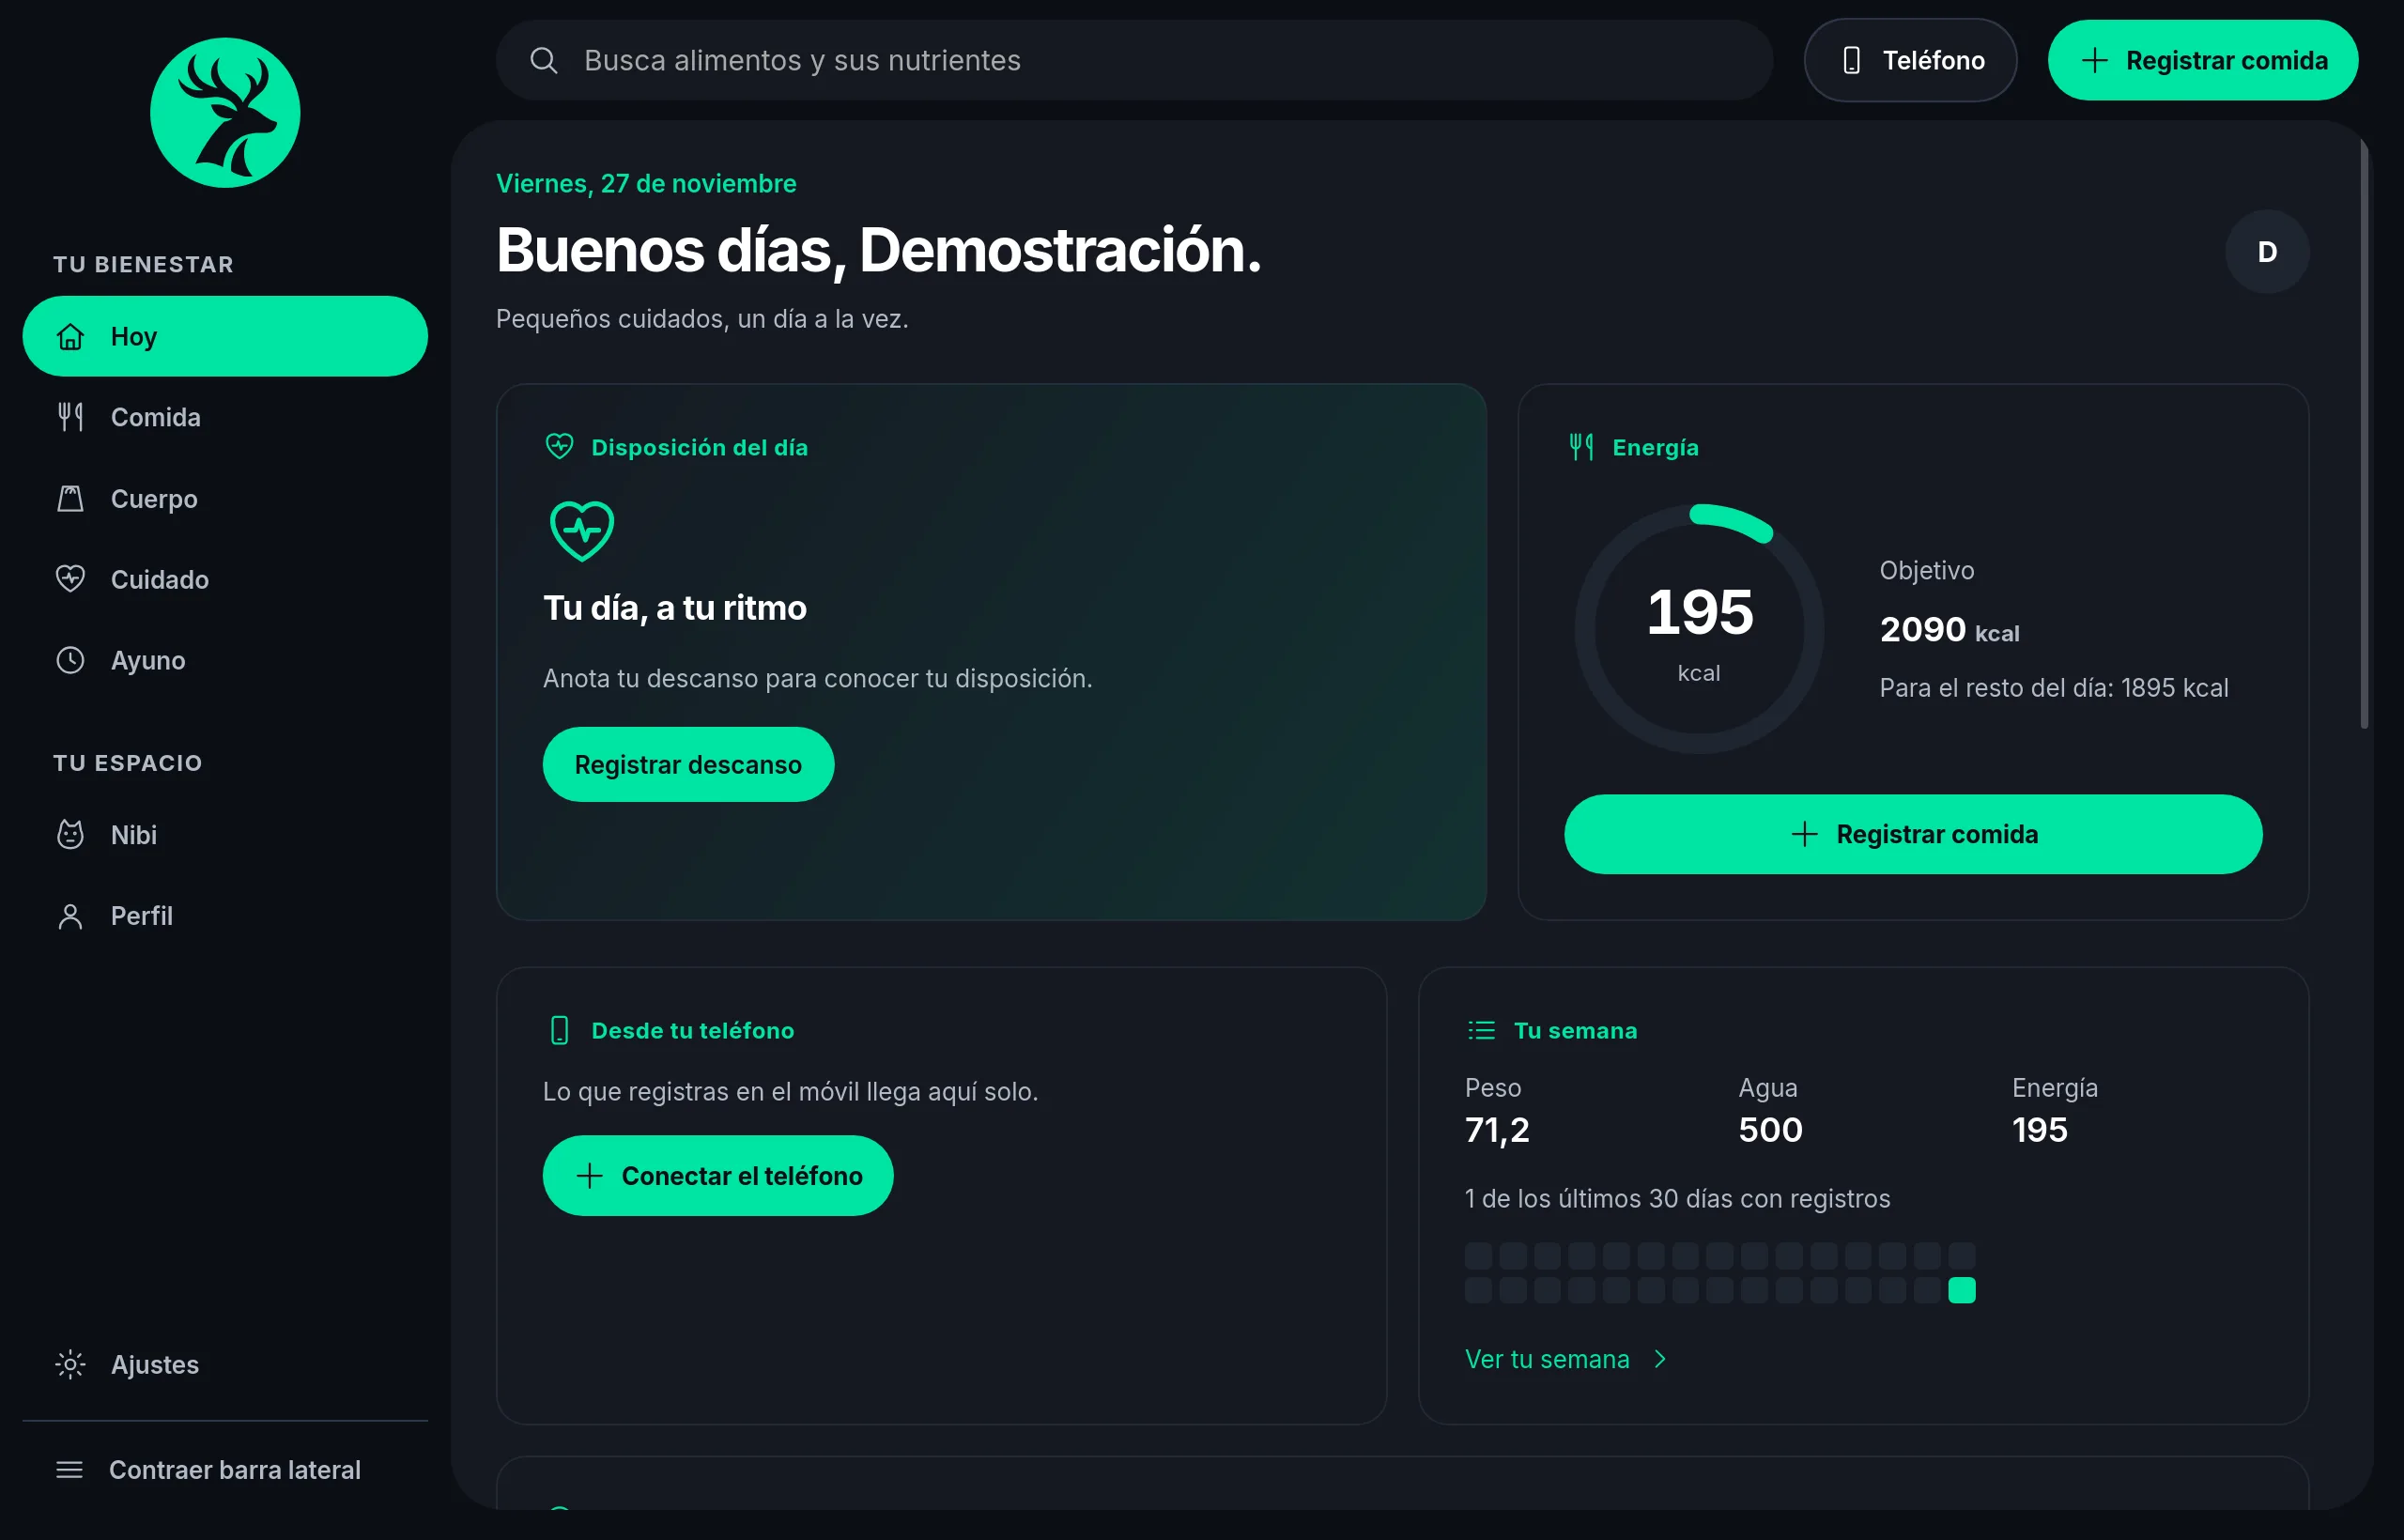 Busca alimentos y sus nutrientes
Teléfono
Registrar comida
TU BIENESTAR
Hoy
Comida
Cuerpo
Cuidado
Ayuno
TU ESPACIO
Nibi
Perfil
Ajustes
Contraer barra lateral
Viernes, 27 de noviembre
Buenos días, Demostración.
D
Pequeños cuidados, un día a la vez.
Disposición del día
Tu día, a tu ritmo
Anota tu descanso para conocer tu disposición.
Registrar descanso
Energía
195
kcal
Objetivo
2090 kcal
Para el resto del día: 1895 kcal
Registrar comida
Desde tu teléfono
Lo que registras en el móvil llega aquí solo.
Conectar el teléfono
Tu semana
Peso
71,2
Agua
500
Energía
195
1 de los últimos 30 días con registros
Ver tu semana